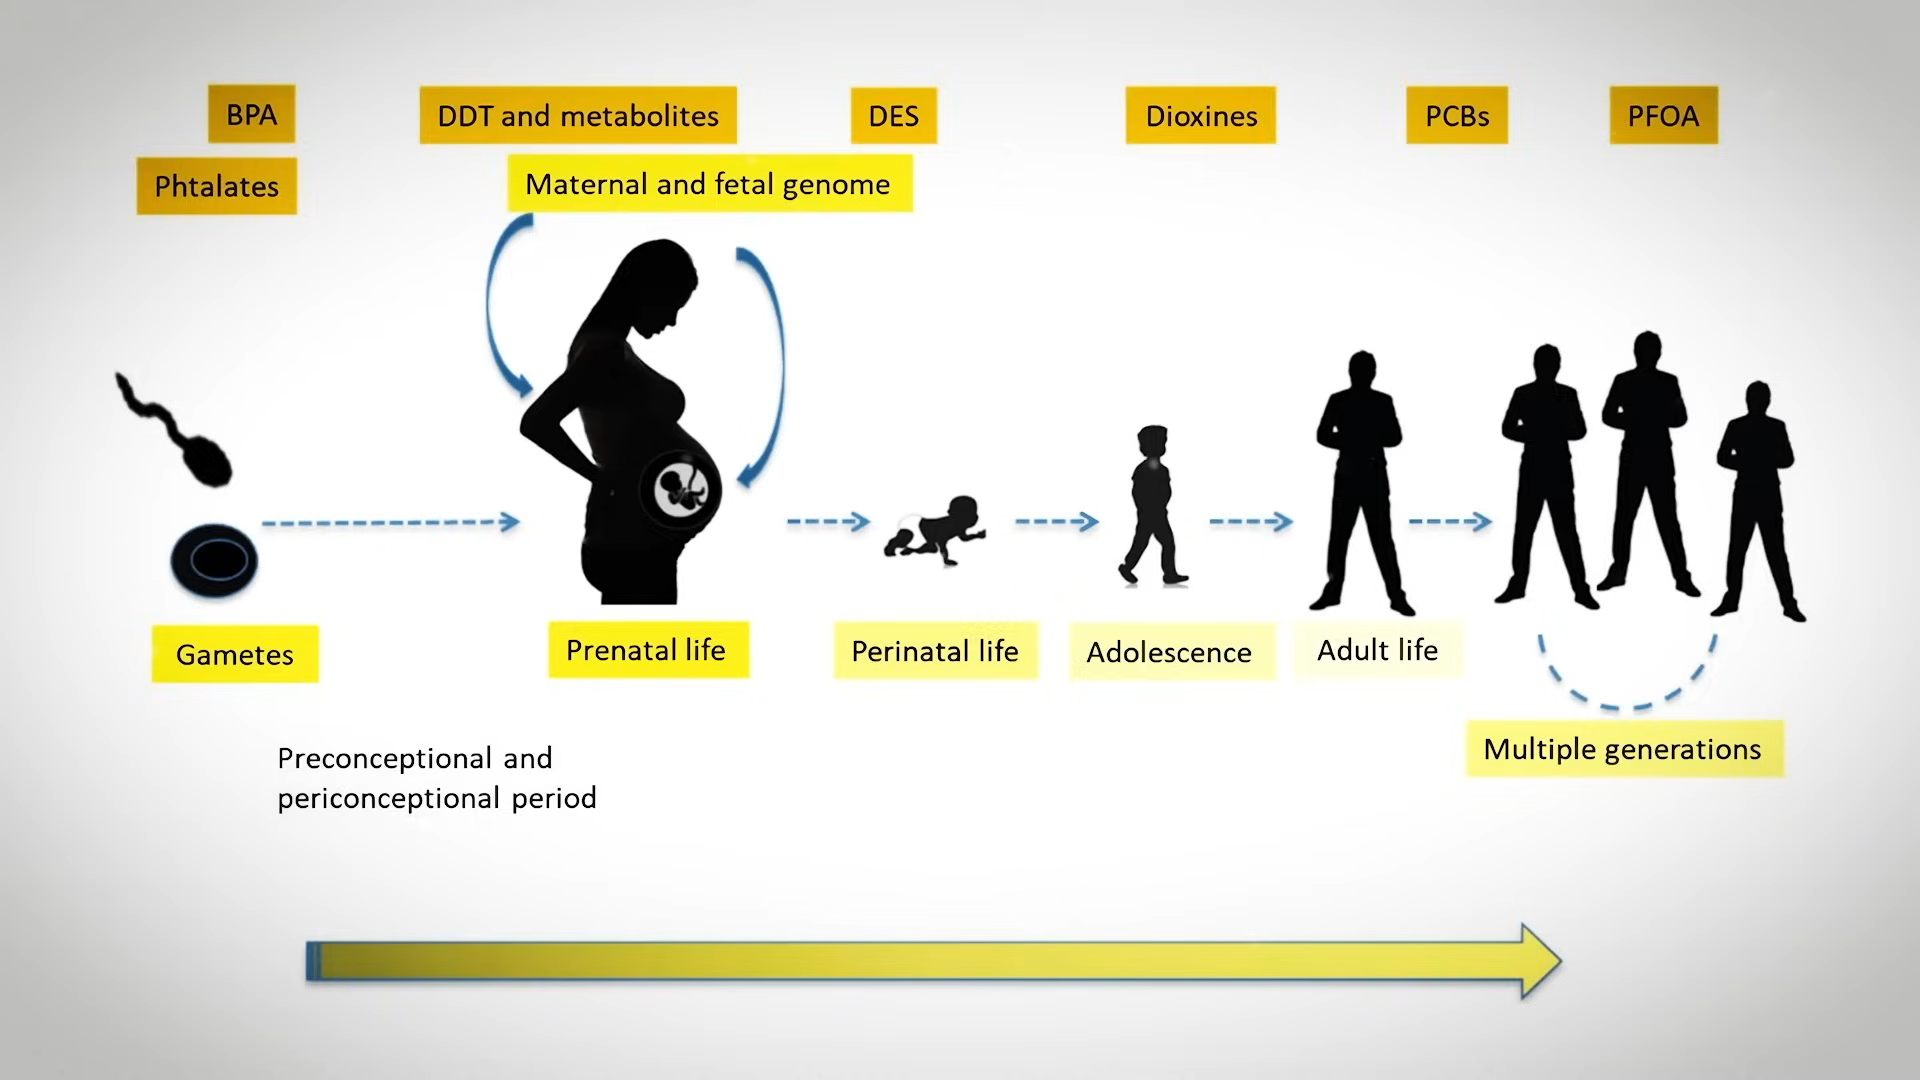 BPA
DDT and metabolites
DES
Dioxines
PCBs
PFOA
Phtalates
Maternal and fetal genome
Gametes
Prenatal life
Perinatal life
Adolescence
Adult life
Multiple generations
Preconceptional and
periconceptional period